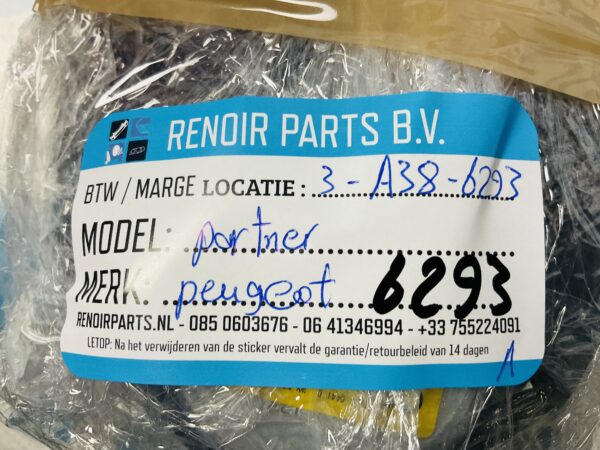 RENOIR PARTS B.V.
BTW / MARGE LOCATIE : 3-A38-6293
MODEL: partner
MERK: peugeot 6293
RENOIRPARTS.NL - 085 0603676 - 06 41346994 - +33 755224091
LETOP: Na het verwijderen van de sticker vervalt de garantie/retourbeleid van 14 dagen
A